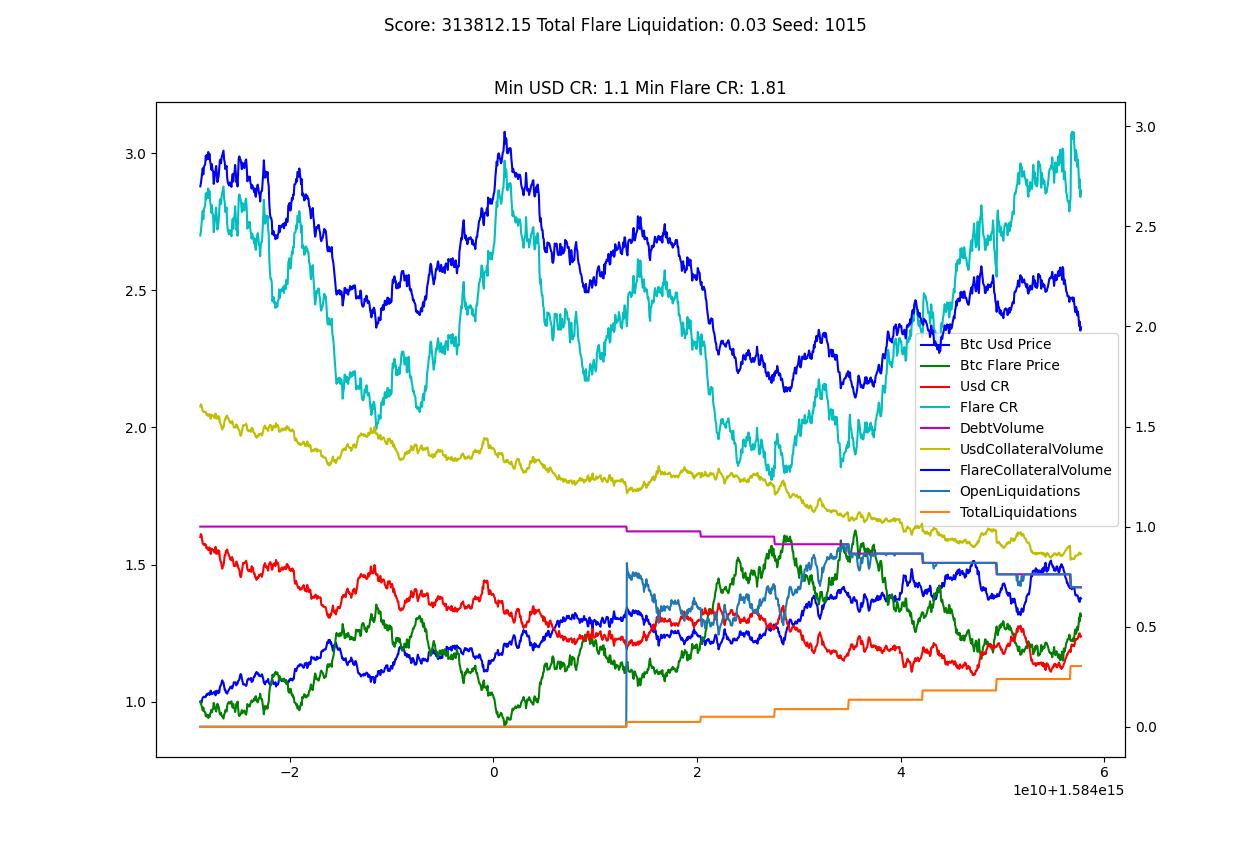 Score: 313812.15 Total Flare Liquidation: 0.03 Seed: 1015
Min USD CR: 1.1 Min Flare CR: 1.81
3.0
2.5
2.0
1.5
1.0
3.0
2.5
2.0
1.5
1.0
0.5
0.0
Btc Usd Price
Btc Flare Price
Usd CR
Flare CR
DebtVolume
UsdCollateralVolume
FlareCollateralVolume
OpenLiquidations
TotalLiquidations
−2 0 2 4 6
1e10+1.584e15